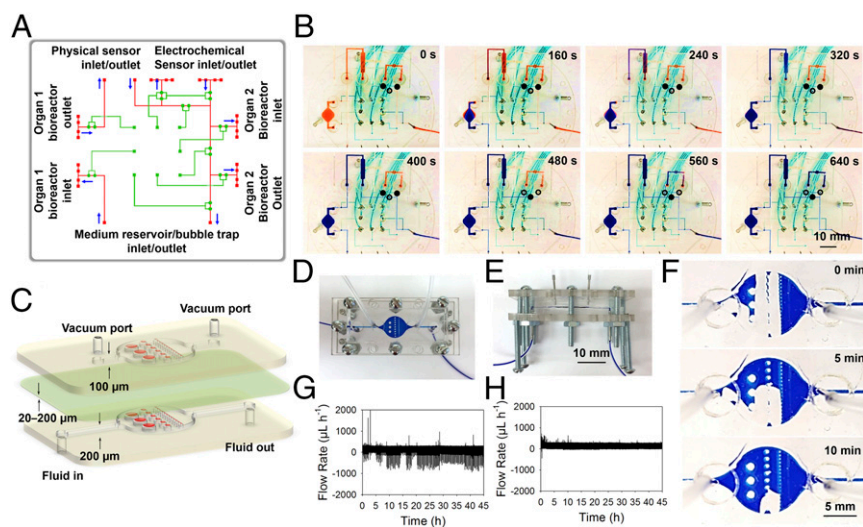 A
Physical sensor
inlet/outlet
Electrochemical
Sensor inlet/outlet
Organ 1
bioreactor
outlet
Organ 2
Bioreactor
inlet
Organ 1
bioreactor
inlet
Organ 2
Bioreactor
Outlet
Medium reservoir/bubble trap
inlet/outlet
B
0 s
160 s
240 s
320 s
400 s
480 s
560 s
640 s
10 mm
C
Vacuum port
Vacuum port
100 µm
20–200 µm
200 µm
Fluid in
Fluid out
D
E
10 mm
F
0 min
5 min
10 min
5 mm
G
Flow Rate (µL h⁻¹)
2000
1000
0
-1000
-2000
0 5 10 15 20 25 30 35 40 45
Time (h)
H
Flow Rate (µL h⁻¹)
2000
1000
0
-1000
-2000
0 5 10 15 20 25 30 35 40 45
Time (h)